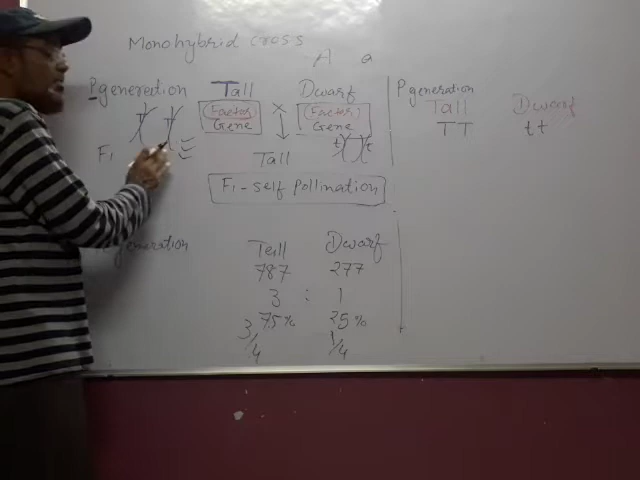 Monohybrid cross
A a
P generation Tall Dwarf
Factor × Factor
Gene Gene
T T t t
F1 Tall
F1 - self pollination
generation Tall Dwarf
787 277
3 : 1
75% 25%
3/4 1/4
P generation
Tall Dwarf
TT tt